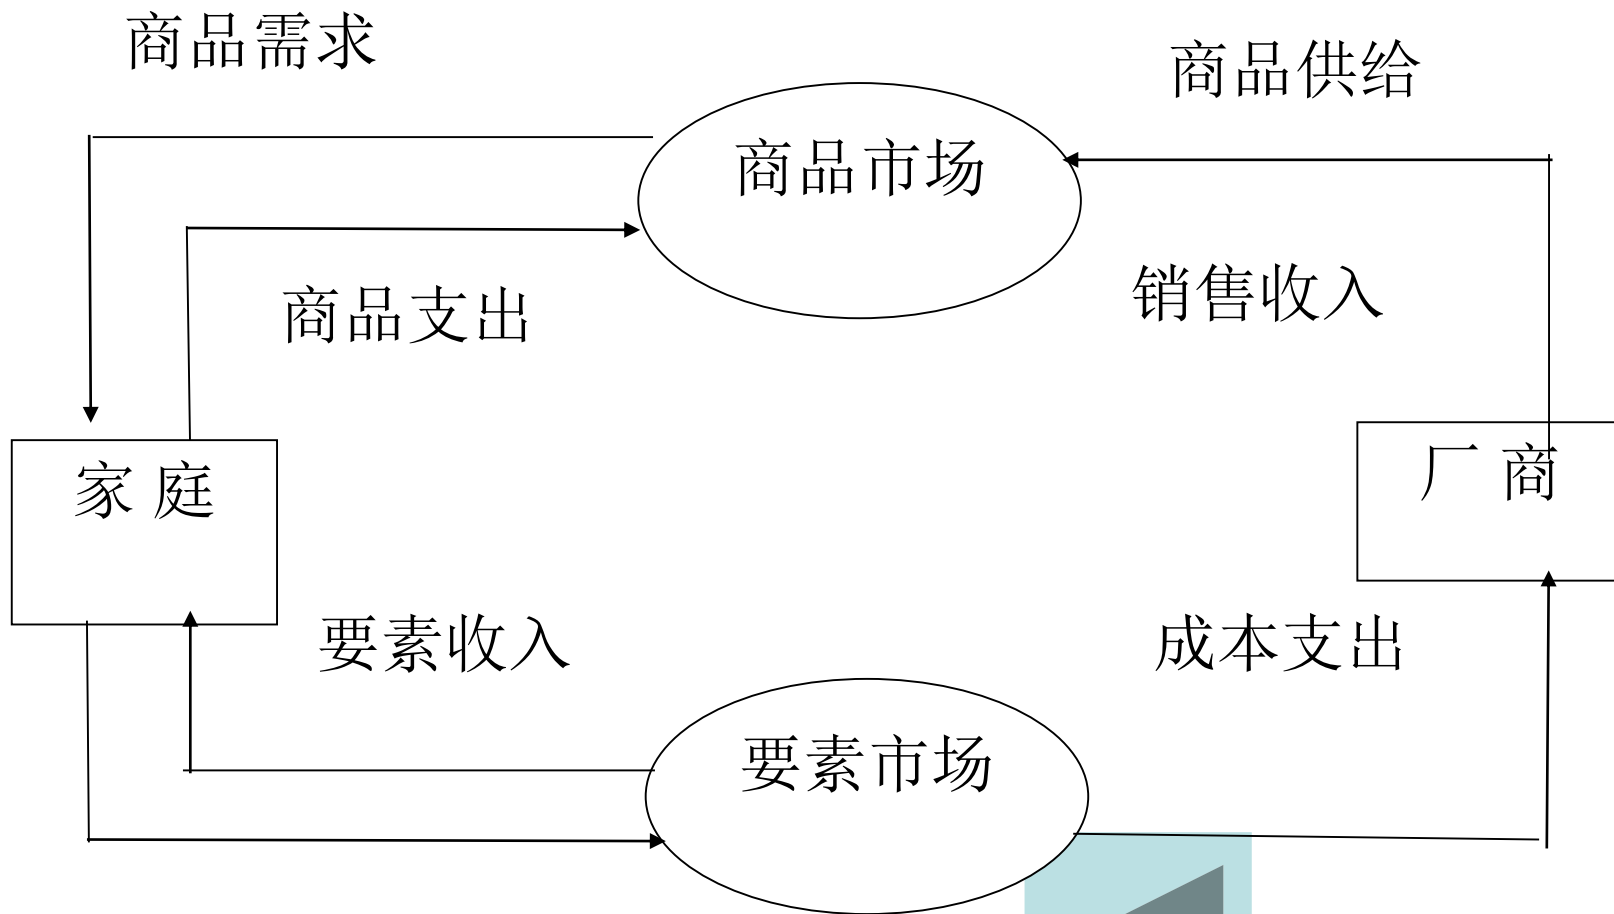 商品需求
商品供给
商品市场
销售收入
商品支出
家 庭
厂 商
要素收入
成本支出
要素市场